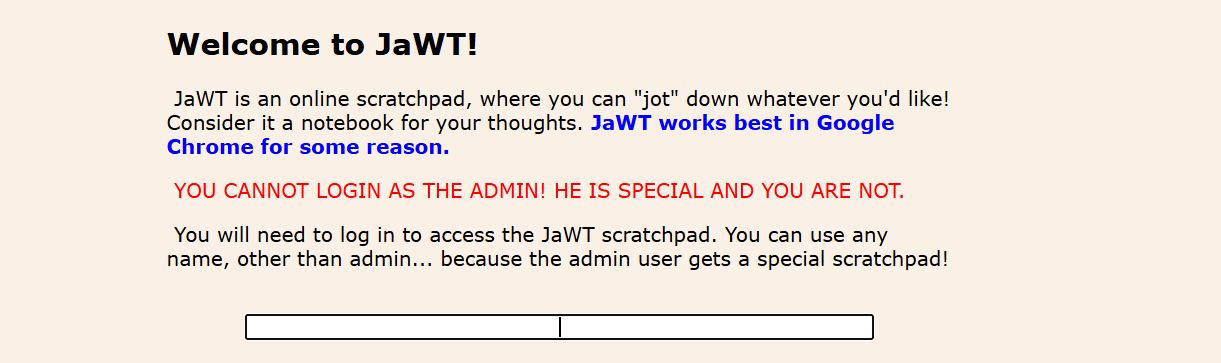 Welcome to JaWT!
JaWT is an online scratchpad, where you can "jot" down whatever you'd like!
Consider it a notebook for your thoughts. JaWT works best in Google
Chrome for some reason.
YOU CANNOT LOGIN AS THE ADMIN! HE IS SPECIAL AND YOU ARE NOT.
You will need to log in to access the JaWT scratchpad. You can use any
name, other than admin... because the admin user gets a special scratchpad!